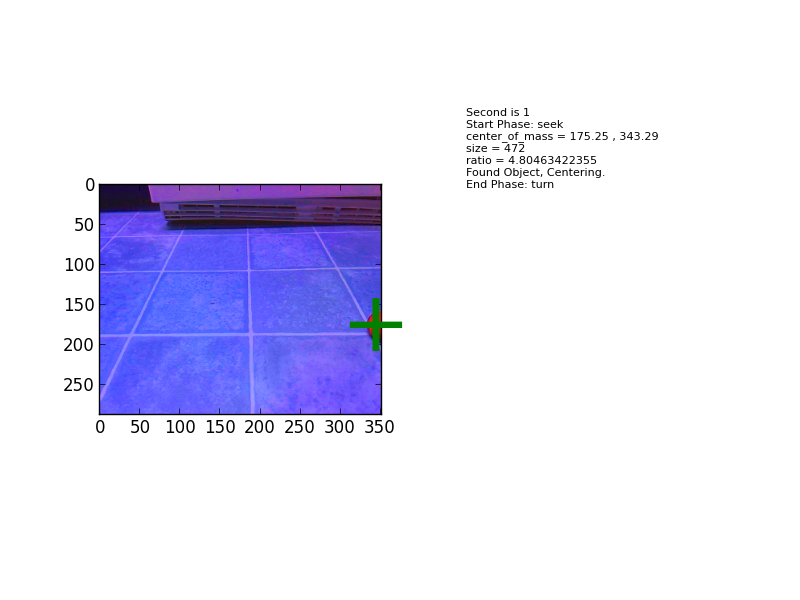 Second is 1
Start Phase: seek
center_of_mass = 175.25 , 343.29
size = 472
ratio = 4.80463422355
Found Object, Centering.
End Phase: turn
0
50
100
150
200
250
0 50 100 150 200 250 300 350